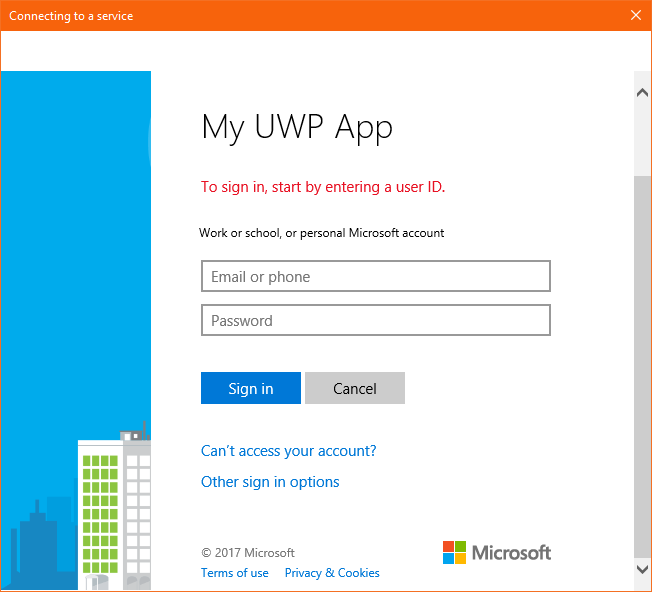 Connecting to a service
My UWP App
To sign in, start by entering a user ID.
Work or school, or personal Microsoft account
Email or phone
Password
Sign in Cancel
Can't access your account?
Other sign in options
© 2017 Microsoft
Microsoft
Terms of use Privacy & Cookies